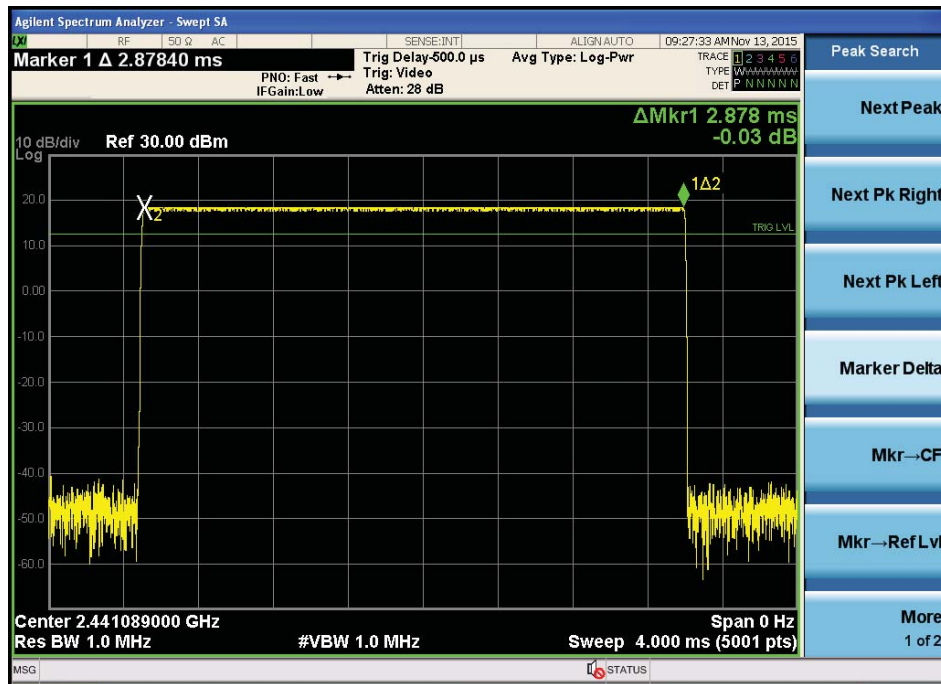 Agilent Spectrum Analyzer - Swept SA
LXI RF 50 Ω AC SENSE:INT ALIGN AUTO 09:27:33 AM Nov 13, 2015
Marker 1 Δ 2.87840 ms
PNO: Fast
IFGain:Low
Trig Delay-500.0 µs
Trig: Video
Atten: 28 dB
Avg Type: Log-Pwr
TRACE 1 2 3 4 5 6
TYPE WWWWWW
DET P N N N N N
Peak Search
ΔMkr1 2.878 ms
-0.03 dB
10 dB/div Ref 30.00 dBm
Log
20.0
10.0
0.00
-10.0
-20.0
-30.0
-40.0
-50.0
-60.0
2
1Δ2
TRIG LVL
Center 2.441089000 GHz Span 0 Hz
Res BW 1.0 MHz #VBW 1.0 MHz Sweep 4.000 ms (5001 pts)
MSG STATUS
Next Peak
Next Pk Right
Next Pk Left
Marker Delta
Mkr→CF
Mkr→Ref Lvl
More
1 of 2